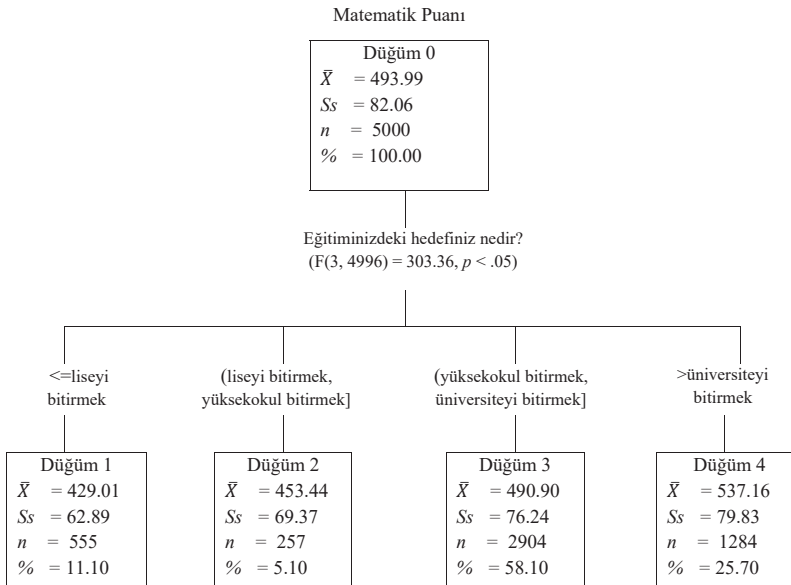 Matematik Puanı
Düğüm 0
X̄ = 493.99
Ss = 82.06
n = 5000
% = 100.00
Eğitiminizdeki hedefiniz nedir?
(F(3, 4996) = 303.36, p < .05)
<=liseyi
bitirmek
(liseyi bitirmek,
yüksekokul bitirmek]
(yüksekokul bitirmek,
üniversiteyi bitirmek]
>üniversiteyi
bitirmek
Düğüm 1
X̄ = 429.01
Ss = 62.89
n = 555
% = 11.10
Düğüm 2
X̄ = 453.44
Ss = 69.37
n = 257
% = 5.10
Düğüm 3
X̄ = 490.90
Ss = 76.24
n = 2904
% = 58.10
Düğüm 4
X̄ = 537.16
Ss = 79.83
n = 1284
% = 25.70